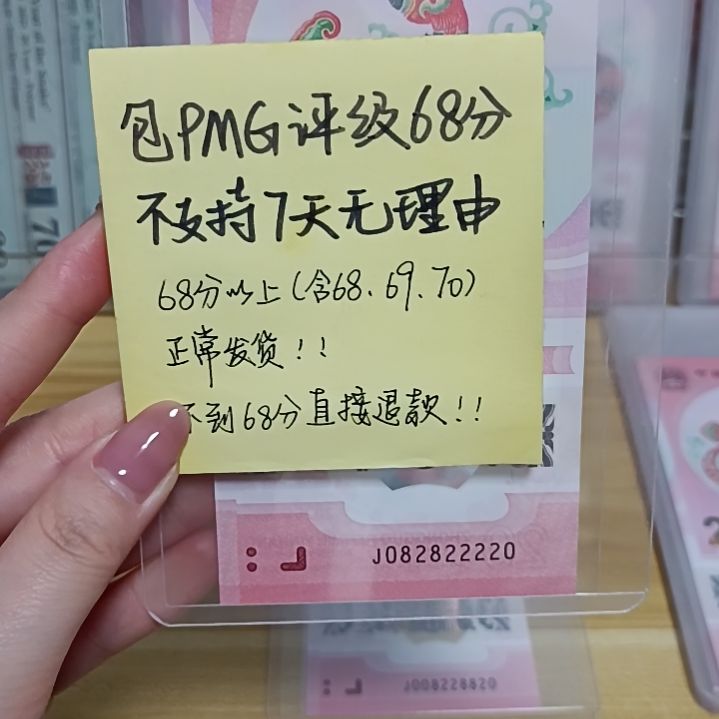 包PMG评级68分
不支持7天无理由
68分以上(含68、69、70)
正常发货！！
不到68分直接退款！！
J082822220
J008228820